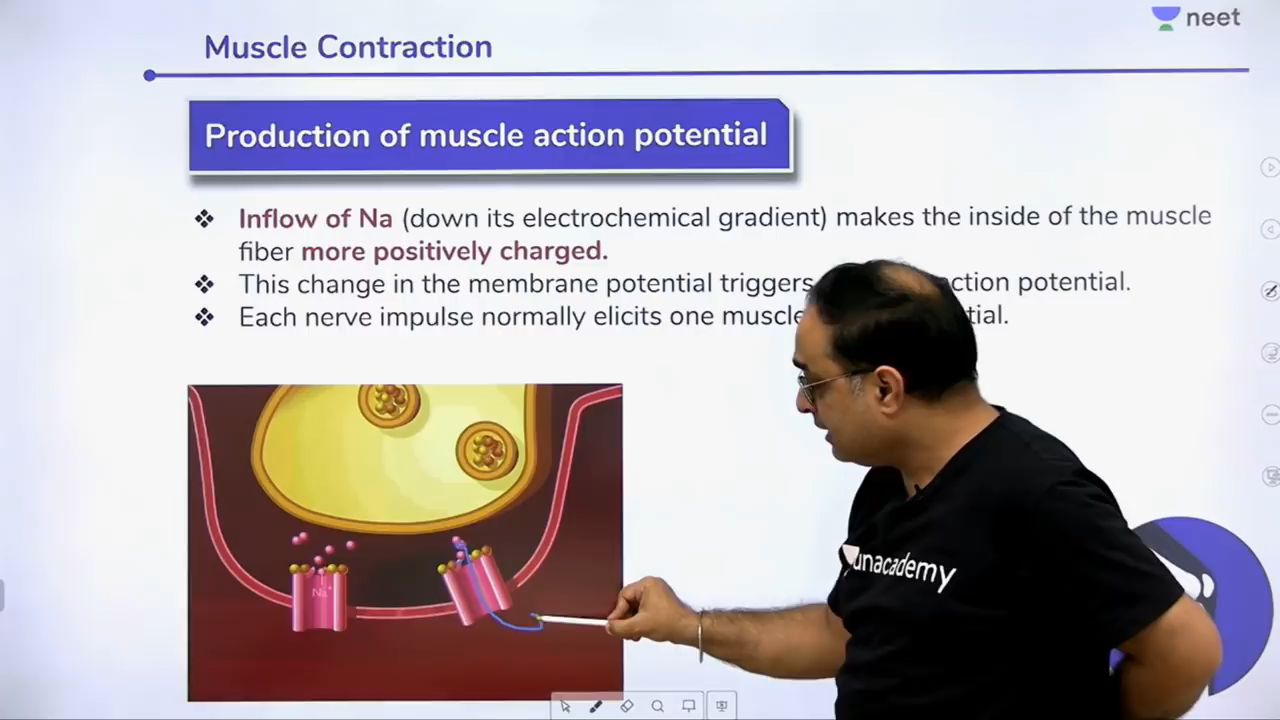 neet
Muscle Contraction
Production of muscle action potential
❖ Inflow of Na (down its electrochemical gradient) makes the inside of the muscle
fiber more positively charged.
❖ This change in the membrane potential triggers ction potential.
❖ Each nerve impulse normally elicits one muscle tial.
Na⁺
unacademy